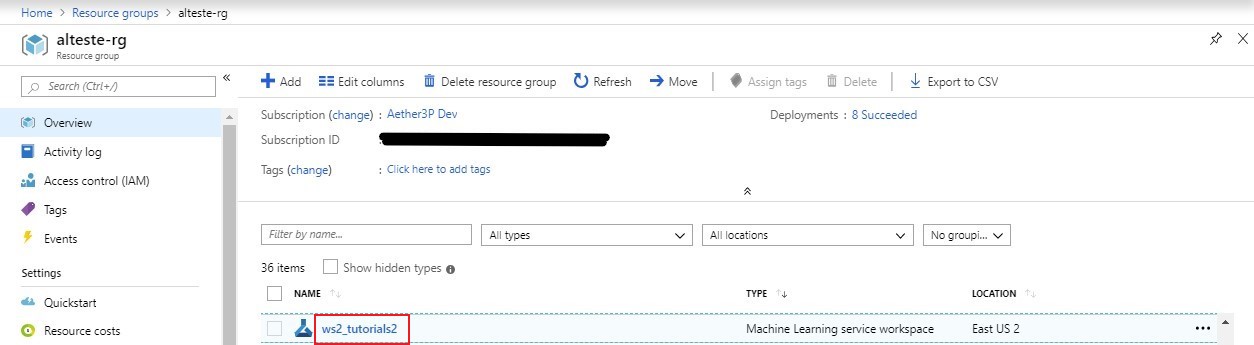 Home > Resource groups > alteste-rg
alteste-rg
Resource group
Search (Ctrl+/)
«
Overview
Activity log
Access control (IAM)
Tags
Events
Settings
Quickstart
Resource costs
Add Edit columns Delete resource group Refresh Move Assign tags Delete Export to CSV
Subscription (change) : Aether3P Dev Deployments : 8 Succeeded
Subscription ID :
Tags (change) : Click here to add tags
Filter by name... All types All locations No groupi...
36 items Show hidden types
NAME TYPE LOCATION
ws2_tutorials2 Machine Learning service workspace East US 2 ...